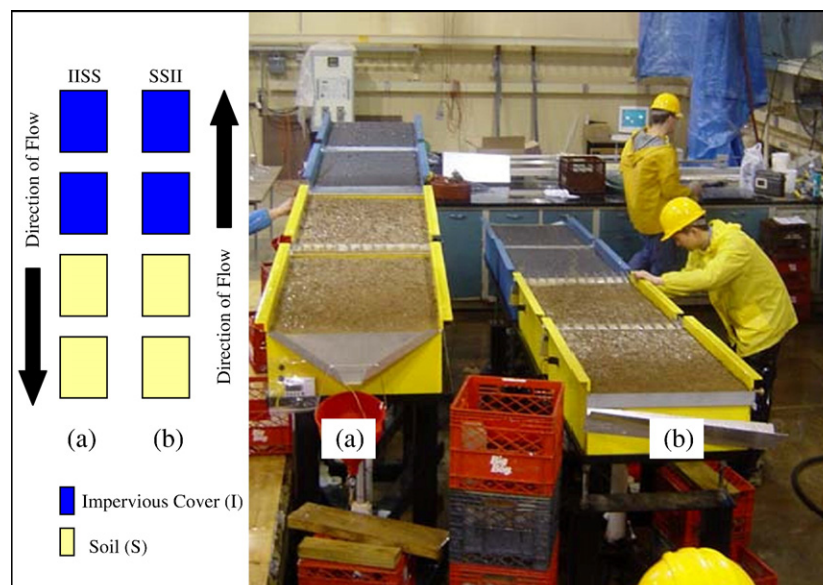 IISS SSII
Direction of Flow
Direction of Flow
(a) (b)
Impervious Cover (I)
Soil (S)
(a)
(b)